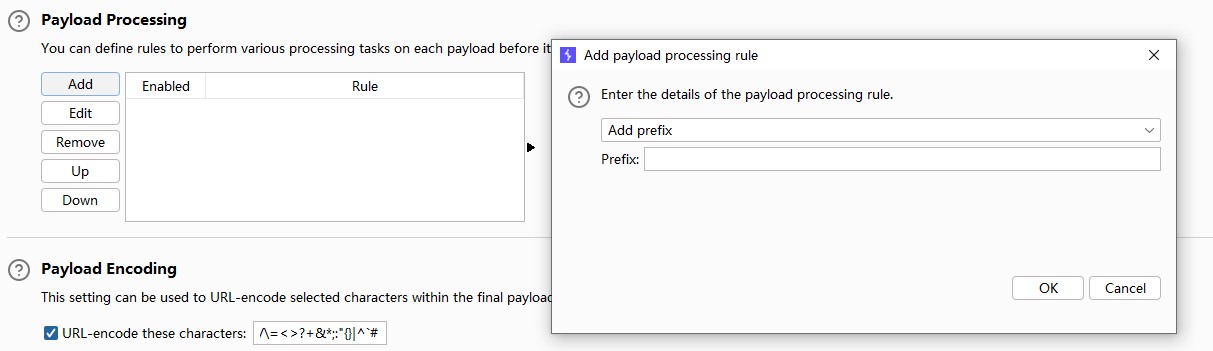 Payload Processing
You can define rules to perform various processing tasks on each payload before it
Add
Edit
Remove
Up
Down
Enabled
Rule
Payload Encoding
This setting can be used to URL-encode selected characters within the final payload
URL-encode these characters:
/\=<>?+&*;:"{}|^`#
Add payload processing rule
Enter the details of the payload processing rule.
Add prefix
Prefix:
OK
Cancel